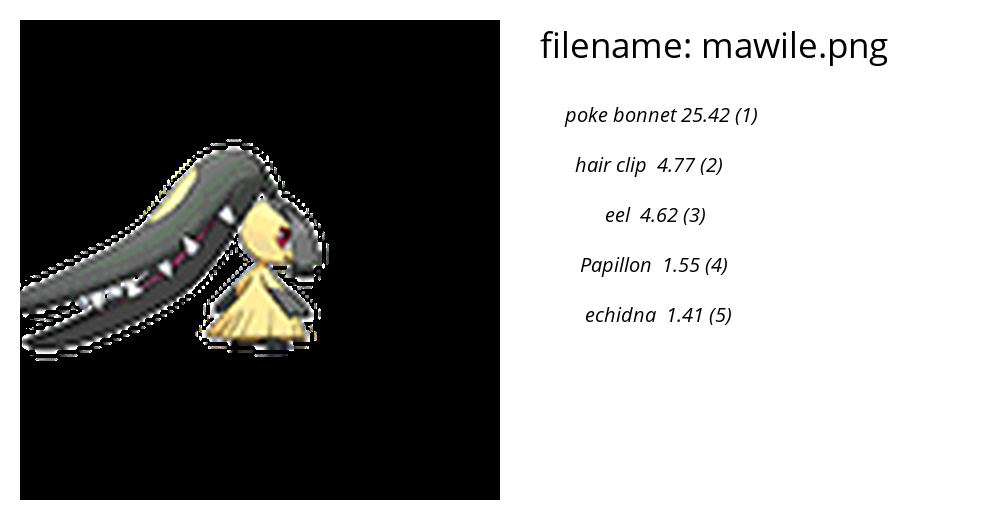 filename: mawile.png
poke bonnet 25.42 (1)
hair clip  4.77 (2)
eel  4.62 (3)
Papillon  1.55 (4)
echidna  1.41 (5)